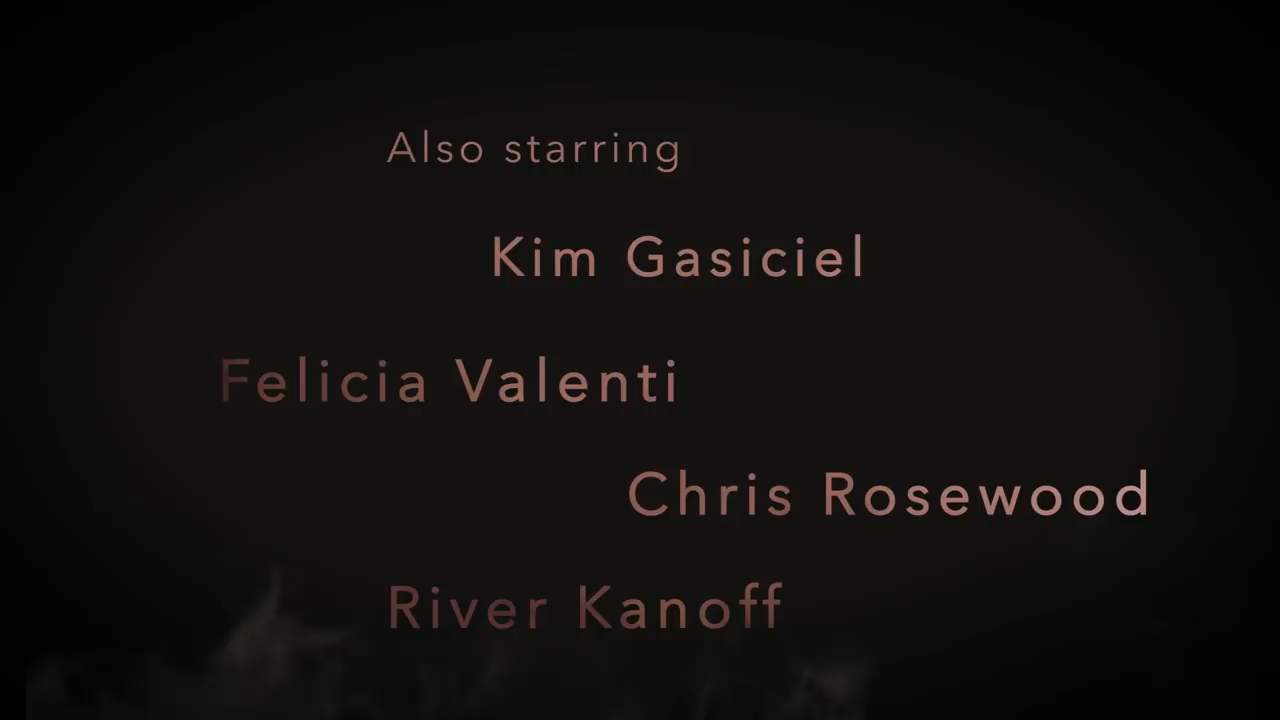 Also starring
Kim Gasiciel
Felicia Valenti
Chris Rosewood
River Kanoff